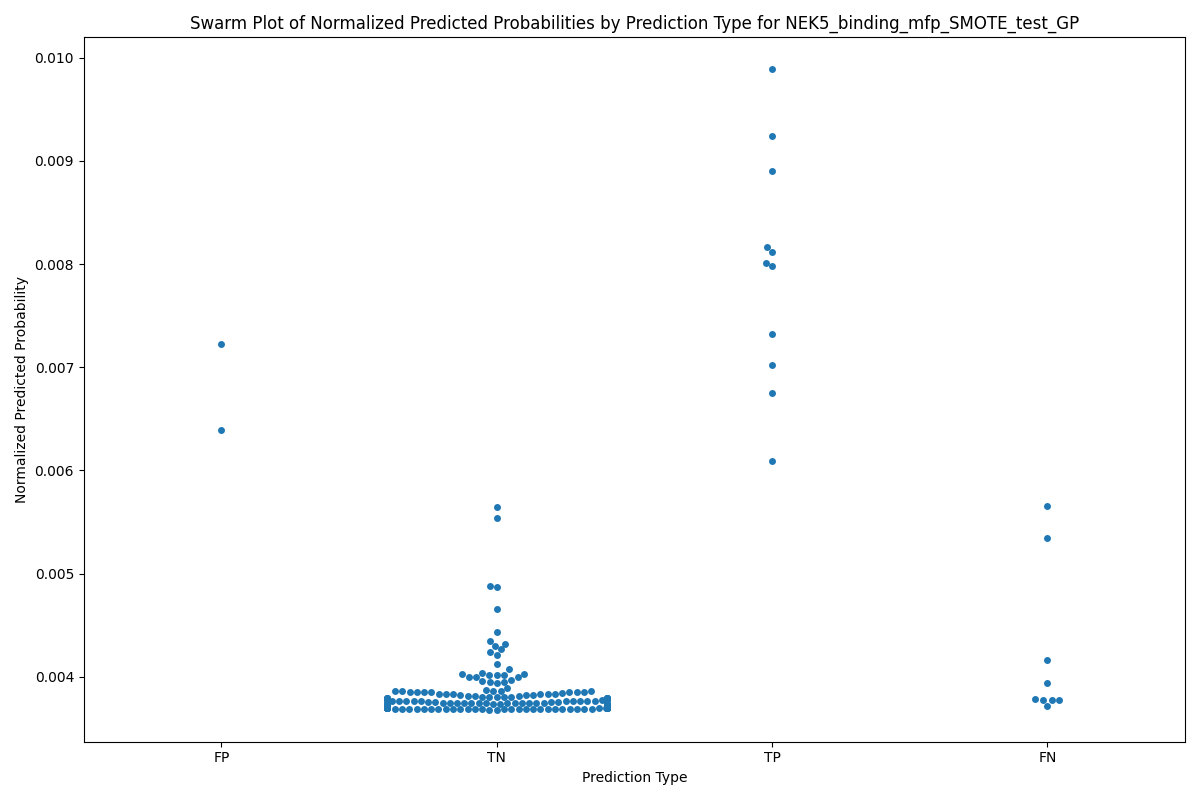 Swarm Plot of Normalized Predicted Probabilities by Prediction Type for NEK5_binding_mfp_SMOTE_test_GP
0.010
0.009
0.008
0.007
0.006
0.005
0.004
Normalized Predicted Probability
FP TN TP FN
Prediction Type